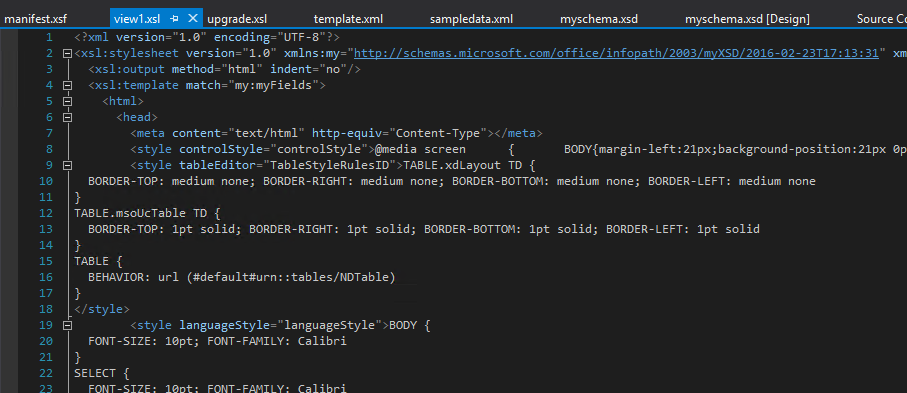 manifest.xsf view1.xsl upgrade.xsl template.xml sampledata.xml myschema.xsd myschema.xsd [Design] Source Co
1 <?xml version="1.0" encoding="UTF-8"?>
2 <xsl:stylesheet version="1.0" xmlns:my="http://schemas.microsoft.com/office/infopath/2003/myXSD/2016-02-23T17:13:31" xm
3 <xsl:output method="html" indent="no"/>
4 <xsl:template match="my:myFields">
5 <html>
6 <head>
7 <meta content="text/html" http-equiv="Content-Type"></meta>
8 <style controlStyle="controlStyle">@media screen { BODY{margin-left:21px;background-position:21px 0p
9 <style tableEditor="TableStyleRulesID">TABLE.xdLayout TD {
10 BORDER-TOP: medium none; BORDER-RIGHT: medium none; BORDER-BOTTOM: medium none; BORDER-LEFT: medium none
11 }
12 TABLE.msoUcTable TD {
13 BORDER-TOP: 1pt solid; BORDER-RIGHT: 1pt solid; BORDER-BOTTOM: 1pt solid; BORDER-LEFT: 1pt solid
14 }
15 TABLE {
16 BEHAVIOR: url (#default#urn::tables/NDTable)
17 }
18 </style>
19 <style languageStyle="languageStyle">BODY {
20 FONT-SIZE: 10pt; FONT-FAMILY: Calibri
21 }
22 SELECT {
23 FONT-SIZE: 10pt; FONT-FAMILY: Calibri